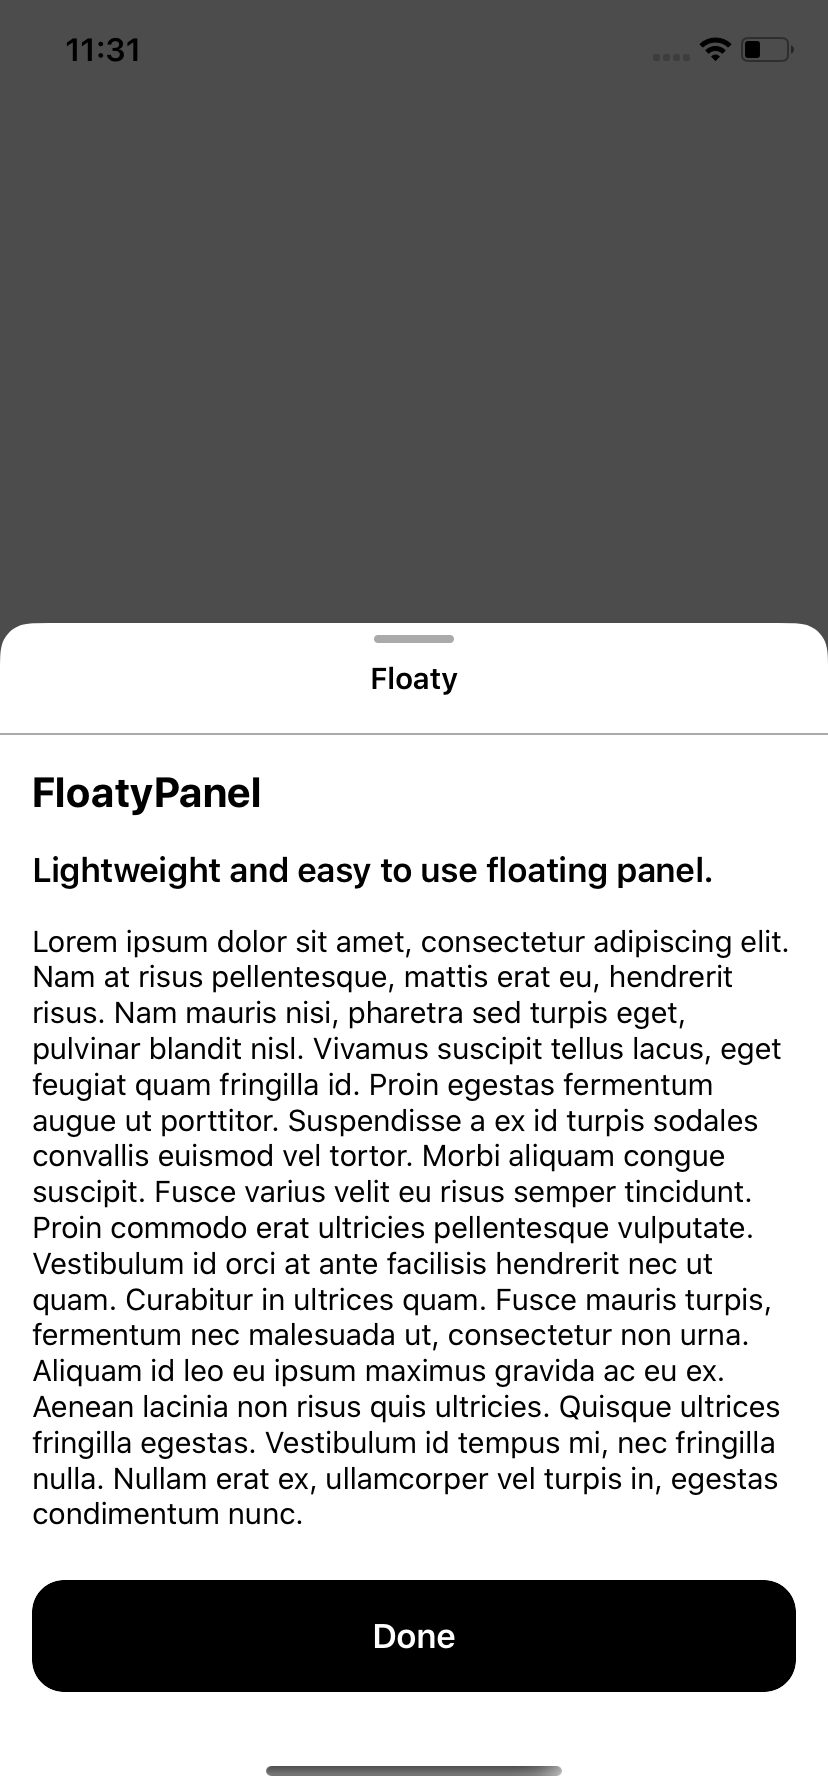 11:31
Floaty
FloatyPanel
Lightweight and easy to use floating panel.
Lorem ipsum dolor sit amet, consectetur adipiscing elit.
Nam at risus pellentesque, mattis erat eu, hendrerit
risus. Nam mauris nisi, pharetra sed turpis eget,
pulvinar blandit nisl. Vivamus suscipit tellus lacus, eget
feugiat quam fringilla id. Proin egestas fermentum
augue ut porttitor. Suspendisse a ex id turpis sodales
convallis euismod vel tortor. Morbi aliquam congue
suscipit. Fusce varius velit eu risus semper tincidunt.
Proin commodo erat ultricies pellentesque vulputate.
Vestibulum id orci at ante facilisis hendrerit nec ut
quam. Curabitur in ultrices quam. Fusce mauris turpis,
fermentum nec malesuada ut, consectetur non urna.
Aliquam id leo eu ipsum maximus gravida ac eu ex.
Aenean lacinia non risus quis ultricies. Quisque ultrices
fringilla egestas. Vestibulum id tempus mi, nec fringilla
nulla. Nullam erat ex, ullamcorper vel turpis in, egestas
condimentum nunc.
Done